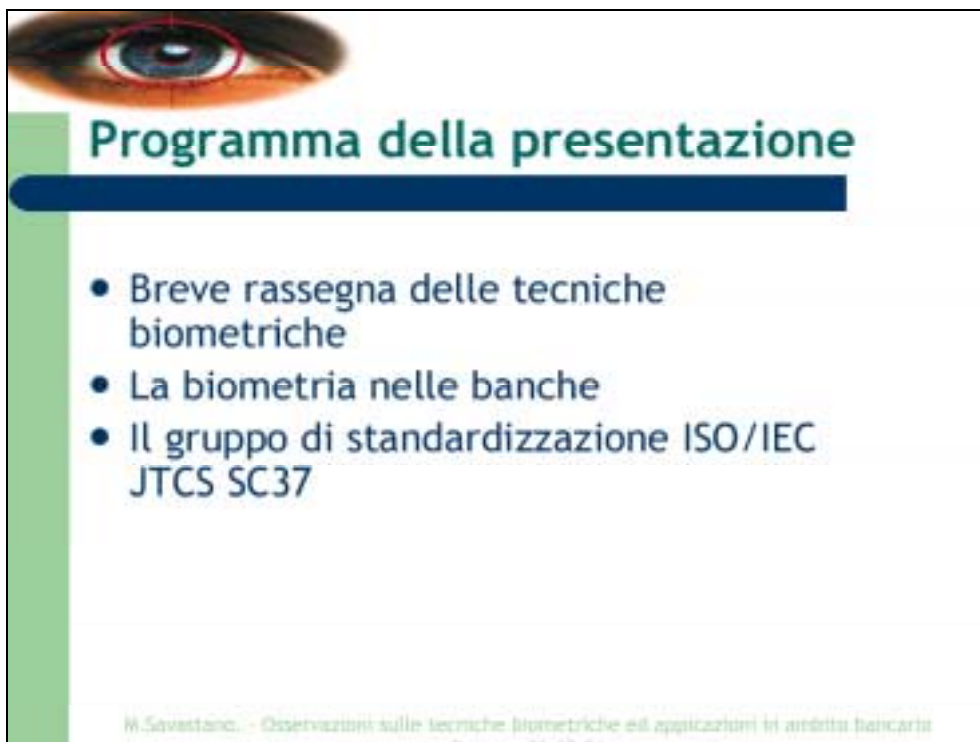 Programma della presentazione
Breve rassegna delle tecniche
biometriche
La biometria nelle banche
Il gruppo di standardizzazione ISO/IEC
JTCS SC37
M.Savastano. - Osservazioni sulle tecniche biometriche ed applicazioni in ambito bancario